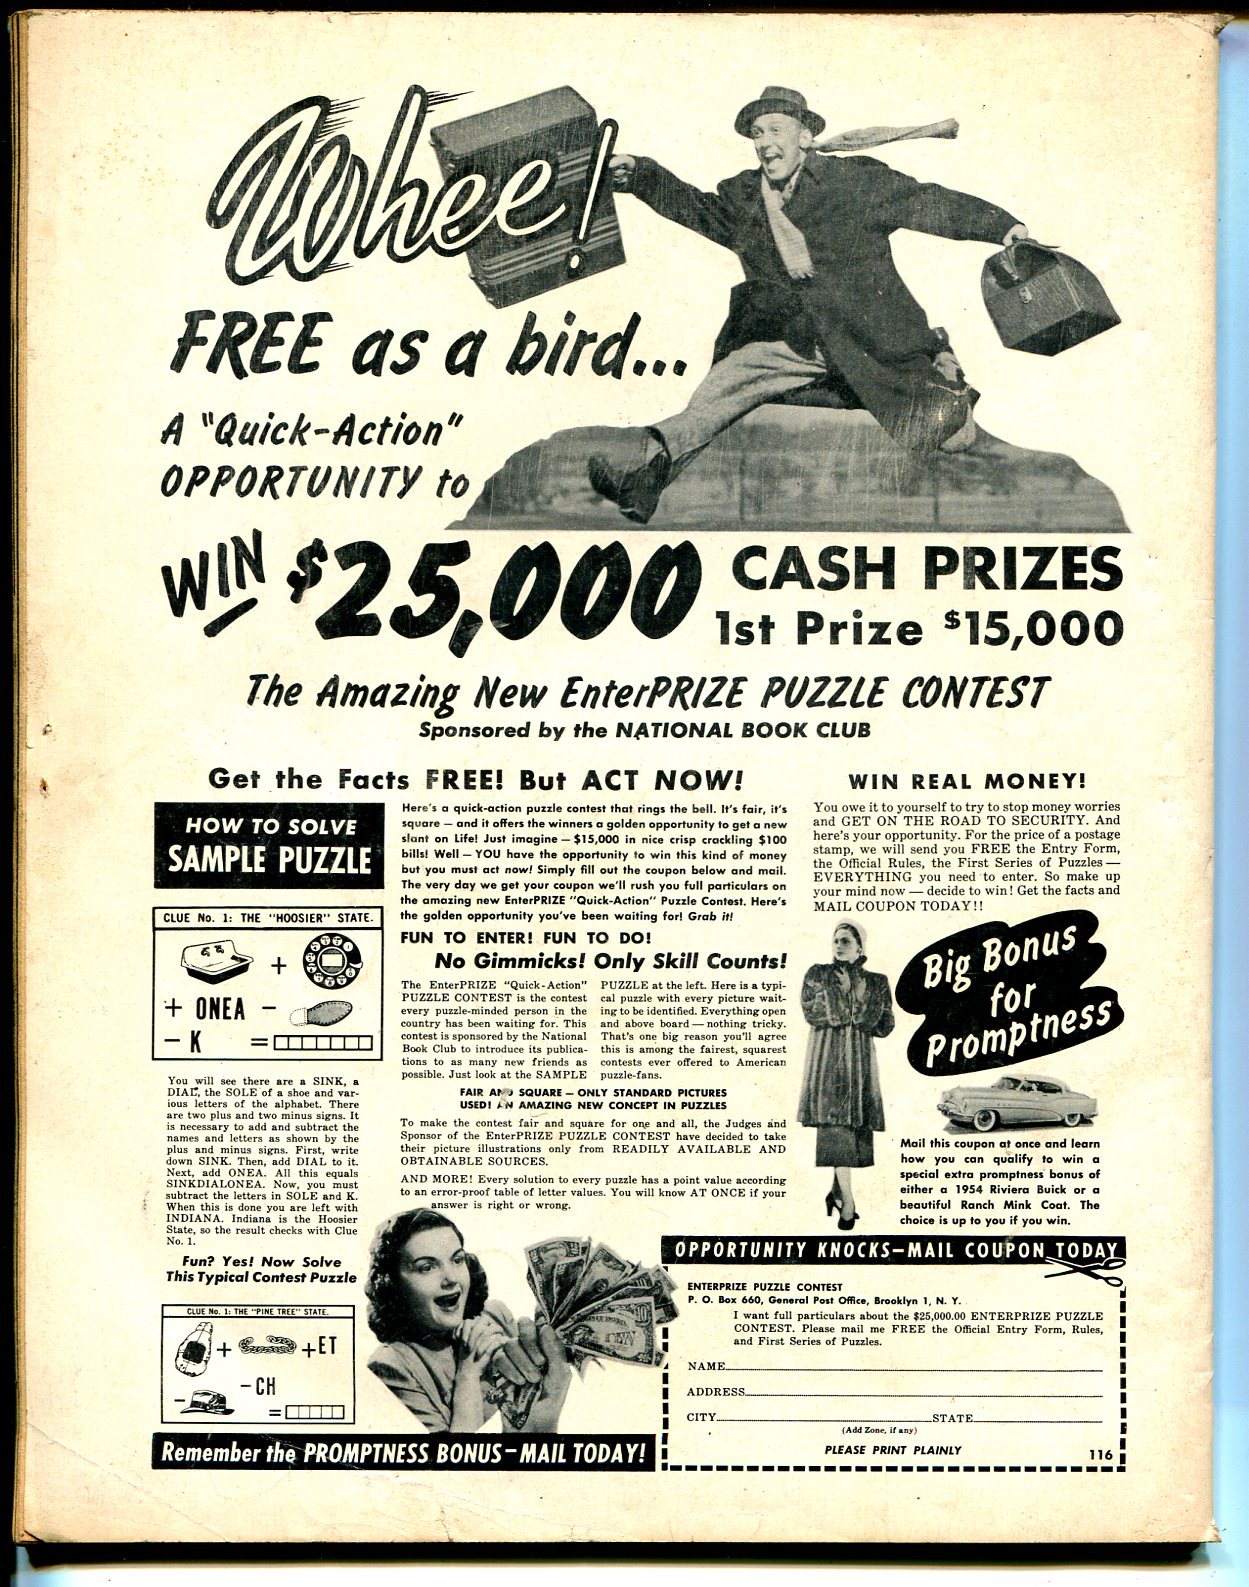 Whee!
FREE as a bird...
A "Quick-Action"
OPPORTUNITY to
WIN $25,000 CASH PRIZES
1st Prize $15,000
The Amazing New EnterPRIZE PUZZLE CONTEST
Sponsored by the NATIONAL BOOK CLUB
Get the Facts FREE! But ACT NOW!
HOW TO SOLVE
SAMPLE PUZZLE
CLUE No. 1: THE "HOOSIER" STATE.
+
+ ONEA –
– K =
You will see there are a SINK, a
DIAL, the SOLE of a shoe and var-
ious letters of the alphabet. There
are two plus and two minus signs. It
is necessary to add and subtract the
names and letters as shown by the
plus and minus signs. First, write
down SINK. Then, add DIAL to it.
Next, add ONEA. All this equals
SINKDIALONEA. Now, you must
subtract the letters in SOLE and K.
When this is done you are left with
INDIANA. Indiana is the Hoosier
State, so the result checks with Clue
No. 1.
Fun? Yes! Now Solve
This Typical Contest Puzzle
CLUE No. 1: THE "PINE TREE" STATE.
+ +ET
– –CH
=
Here's a quick-action puzzle contest that rings the bell. It's fair, it's
square — and it offers the winners a golden opportunity to get a new
slant on Life! Just imagine — $15,000 in nice crisp crackling $100
bills! Well — YOU have the opportunity to win this kind of money
but you must act now! Simply fill out the coupon below and mail.
The very day we get your coupon we'll rush you full particulars on
the amazing new EnterPRIZE "Quick-Action" Puzzle Contest. Here's
the golden opportunity you've been waiting for! Grab it!
FUN TO ENTER! FUN TO DO!
No Gimmicks! Only Skill Counts!
The EnterPRIZE "Quick-Action"
PUZZLE CONTEST is the contest
every puzzle-minded person in the
country has been waiting for. This
contest is sponsored by the National
Book Club to introduce its publica-
tions to as many new friends as
possible. Just look at the SAMPLE
PUZZLE at the left. Here is a typi-
cal puzzle with every picture wait-
ing to be identified. Everything open
and above board — nothing tricky.
That's one big reason you'll agree
this is among the fairest, squarest
contests ever offered to American
puzzle-fans.
FAIR AND SQUARE — ONLY STANDARD PICTURES
USED! AN AMAZING NEW CONCEPT IN PUZZLES
To make the contest fair and square for one and all, the Judges and
Sponsor of the EnterPRIZE PUZZLE CONTEST have decided to take
their picture illustrations only from READILY AVAILABLE AND
OBTAINABLE SOURCES.
AND MORE! Every solution to every puzzle has a point value according
to an error-proof table of letter values. You will know AT ONCE if your
answer is right or wrong.
WIN REAL MONEY!
You owe it to yourself to try to stop money worries
and GET ON THE ROAD TO SECURITY. And
here's your opportunity. For the price of a postage
stamp, we will send you FREE the Entry Form,
the Official Rules, the First Series of Puzzles —
EVERYTHING you need to enter. So make up
your mind now — decide to win! Get the facts and
MAIL COUPON TODAY!!
Big Bonus
for
Promptness
Mail this coupon at once and learn
how you can qualify to win a
special extra promptness bonus of
either a 1954 Riviera Buick or a
beautiful Ranch Mink Coat. The
choice is up to you if you win.
OPPORTUNITY KNOCKS—MAIL COUPON TODAY
ENTERPRIZE PUZZLE CONTEST
P. O. Box 660, General Post Office, Brooklyn 1, N. Y.
I want full particulars about the $25,000.00 ENTERPRIZE PUZZLE
CONTEST. Please mail me FREE the Official Entry Form, Rules,
and First Series of Puzzles.
NAME
ADDRESS
CITY STATE
(Add Zone, if any)
PLEASE PRINT PLAINLY 116
Remember the PROMPTNESS BONUS—MAIL TODAY!